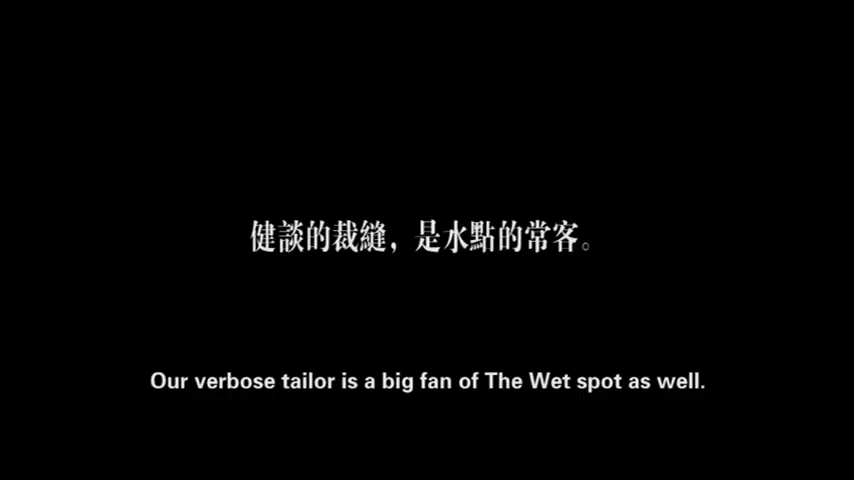 健談的裁縫，是水點的常客。
Our verbose tailor is a big fan of The Wet spot as well.